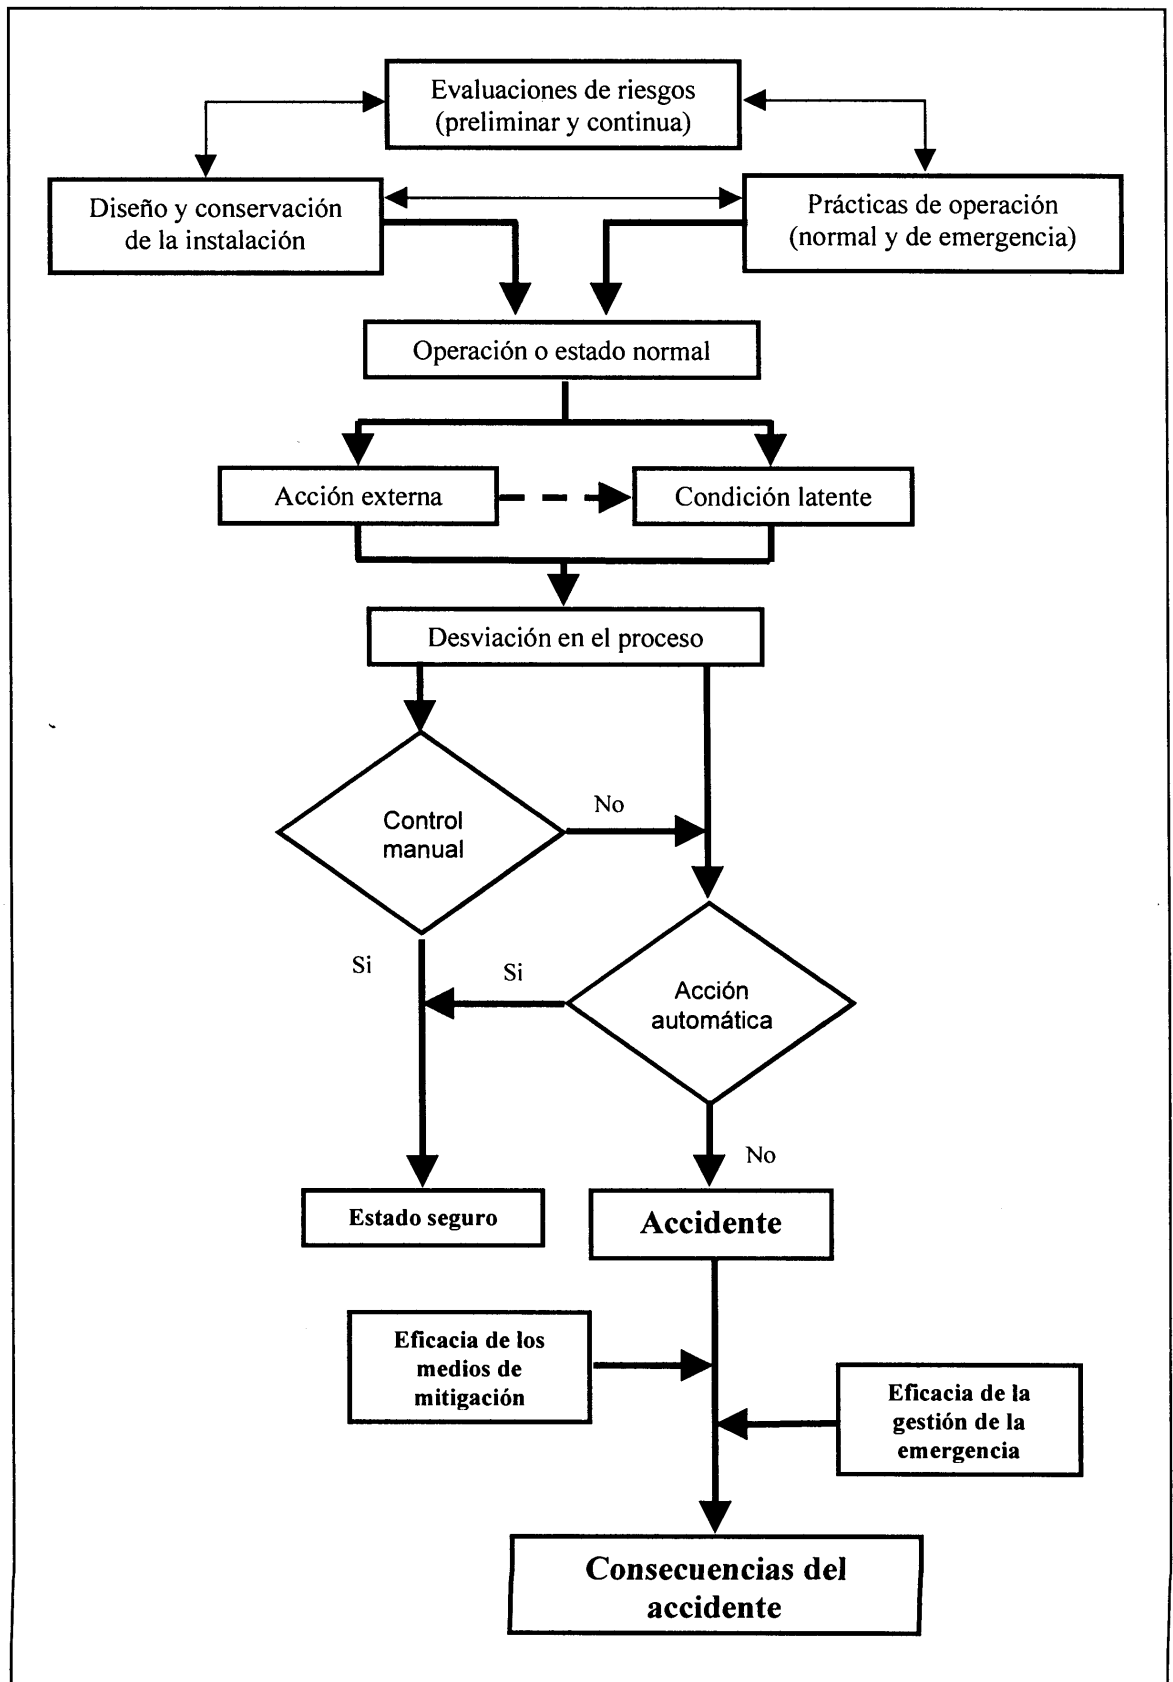 Evaluaciones de riesgos
(preliminar y continua)
Diseño y conservación
de la instalación
Prácticas de operación
(normal y de emergencia)
Operación o estado normal
Acción externa
Condición latente
Desviación en el proceso
Control
manual
No
Si
Si
Acción
automática
No
Estado seguro
Accidente
Eficacia de los
medios de
mitigación
Eficacia de la
gestión de la
emergencia
Consecuencias del
accidente